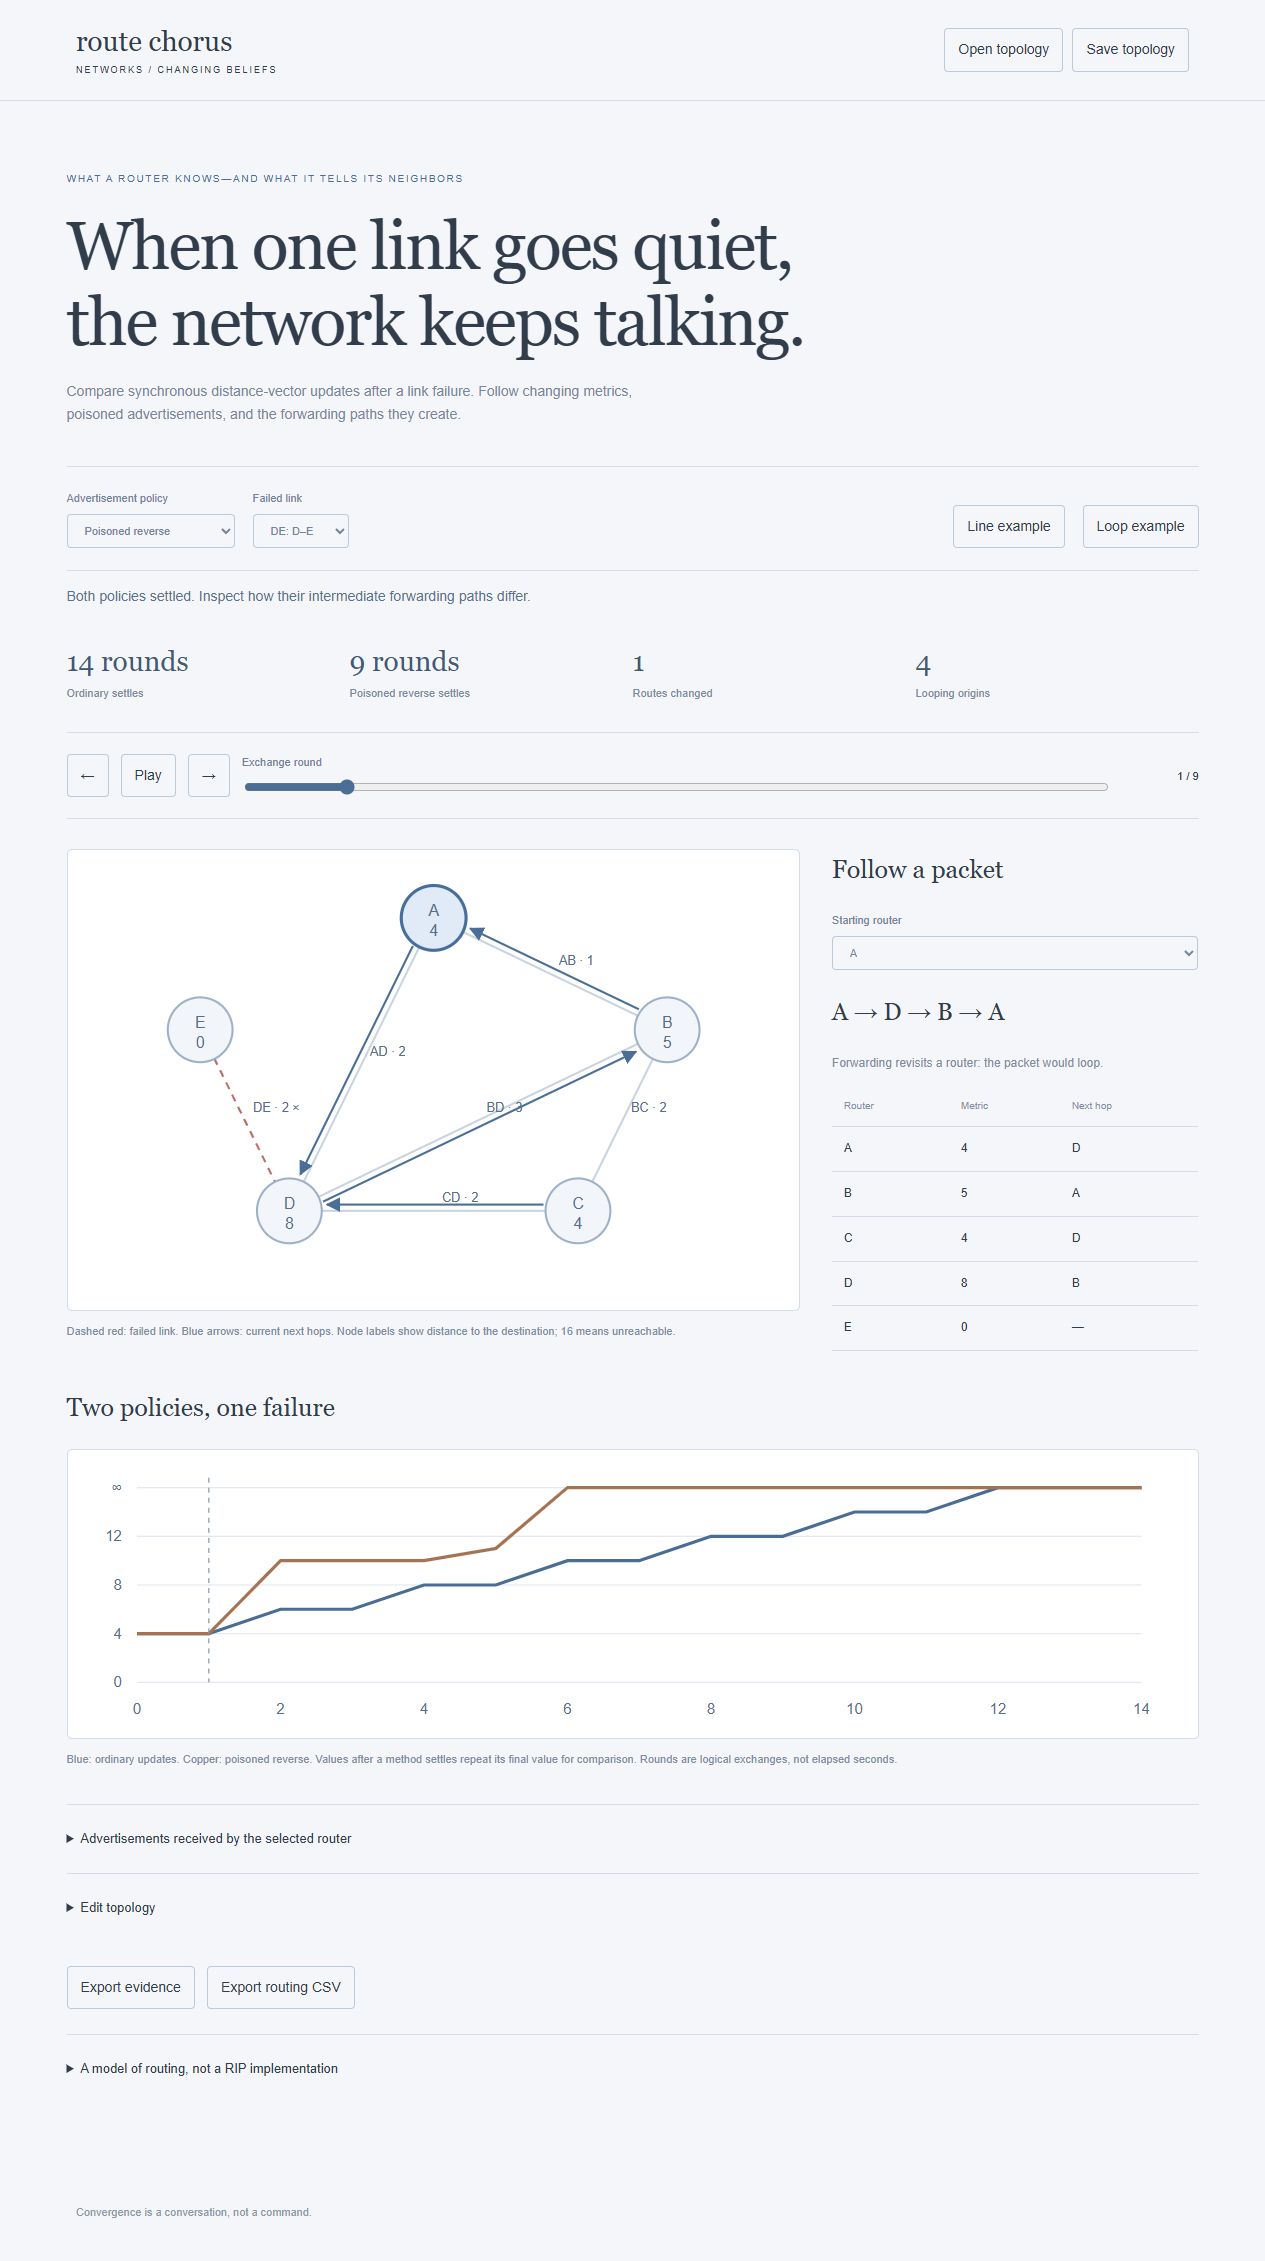 route chorus
NETWORKS / CHANGING BELIEFS
Open topology
Save topology
WHAT A ROUTER KNOWS—AND WHAT IT TELLS ITS NEIGHBORS
When one link goes quiet,
the network keeps talking.
Compare synchronous distance-vector updates after a link failure. Follow changing metrics,
poisoned advertisements, and the forwarding paths they create.
Advertisement policy
Poisoned reverse
Failed link
DE: D–E
Line example
Loop example
Both policies settled. Inspect how their intermediate forwarding paths differ.
14 rounds
Ordinary settles
9 rounds
Poisoned reverse settles
1
Routes changed
4
Looping origins
←
Play
→
Exchange round
1 / 9
A
4
AB · 1
E
0
B
5
AD · 2
DE · 2 ×
BD · 3
BC · 2
CD · 2
D
8
C
4
Dashed red: failed link. Blue arrows: current next hops. Node labels show distance to the destination; 16 means unreachable.
Follow a packet
Starting router
A
A → D → B → A
Forwarding revisits a router: the packet would loop.
Router Metric Next hop
A 4 D
B 5 A
C 4 D
D 8 B
E 0 —
Two policies, one failure
∞
12
8
4
0
0 2 4 6 8 10 12 14
Blue: ordinary updates. Copper: poisoned reverse. Values after a method settles repeat its final value for comparison. Rounds are logical exchanges, not elapsed seconds.
▶ Advertisements received by the selected router
▶ Edit topology
Export evidence
Export routing CSV
▶ A model of routing, not a RIP implementation
Convergence is a conversation, not a command.